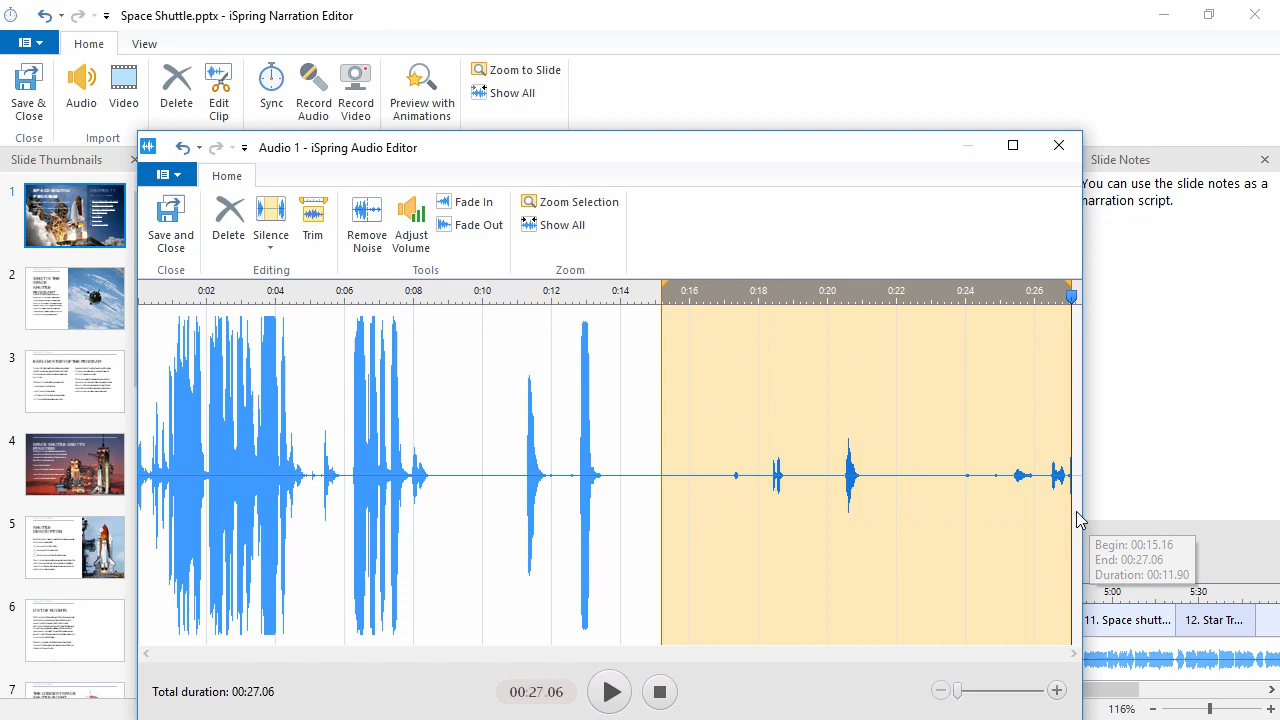 Space Shuttle.pptx - iSpring Narration Editor
Home
View
Save & Close
Audio
Video
Delete
Edit Clip
Sync
Record Audio
Record Video
Preview with Animations
Zoom to Slide
Show All
Close
Import
Slide Thumbnails
1
2
3
4
5
6
7
Audio 1 - iSpring Audio Editor
Home
Save and Close
Delete
Silence
Trim
Remove Noise
Adjust Volume
Fade In
Fade Out
Zoom Selection
Show All
Close
Editing
Tools
Zoom
0:02
0:04
0:06
0:08
0:12
0:14
0:16
0:18
0:20
0:22
0:24
0:26
Slide Notes
You can use the slide notes as a
narration script.
Begin: 00:15.16
End: 00:27.06
Duration: 00:11.90
5:00
5:30
11. Space shutt...
12. Star Tr...
Total duration: 00:27.06
00:27.06
116%